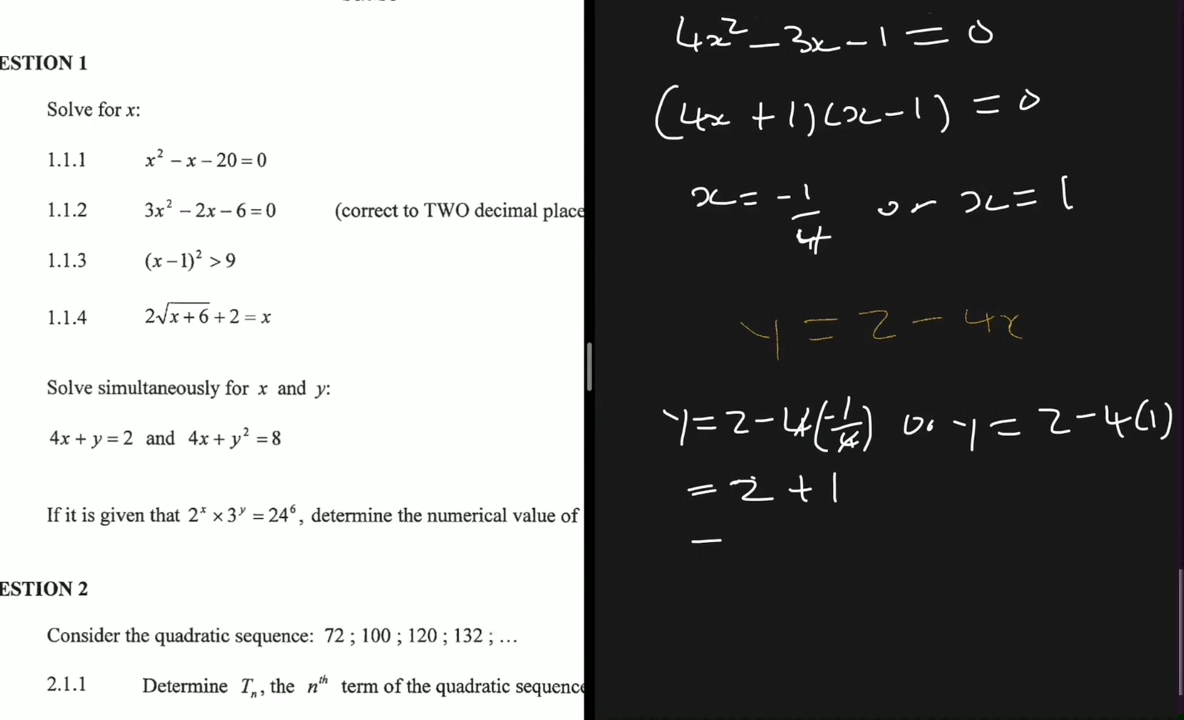 ESTION 1
Solve for x:
1.1.1 x² − x − 20 = 0
1.1.2 3x² − 2x − 6 = 0 (correct to TWO decimal place
1.1.3 (x − 1)² > 9
1.1.4 2√(x + 6) + 2 = x
Solve simultaneously for x and y:
4x + y = 2 and 4x + y² = 8
If it is given that 2ˣ × 3ʸ = 24⁶, determine the numerical value of
ESTION 2
Consider the quadratic sequence: 72 ; 100 ; 120 ; 132 ; …
2.1.1 Determine Tₙ, the nᵗʰ term of the quadratic sequence
4x² − 3x − 1 = 0
(4x + 1)(x − 1) = 0
x = −1/4 or x = 1
y = 2 − 4x
y = 2 − 4(−1/4) or y = 2 − 4(1)
= 2 + 1